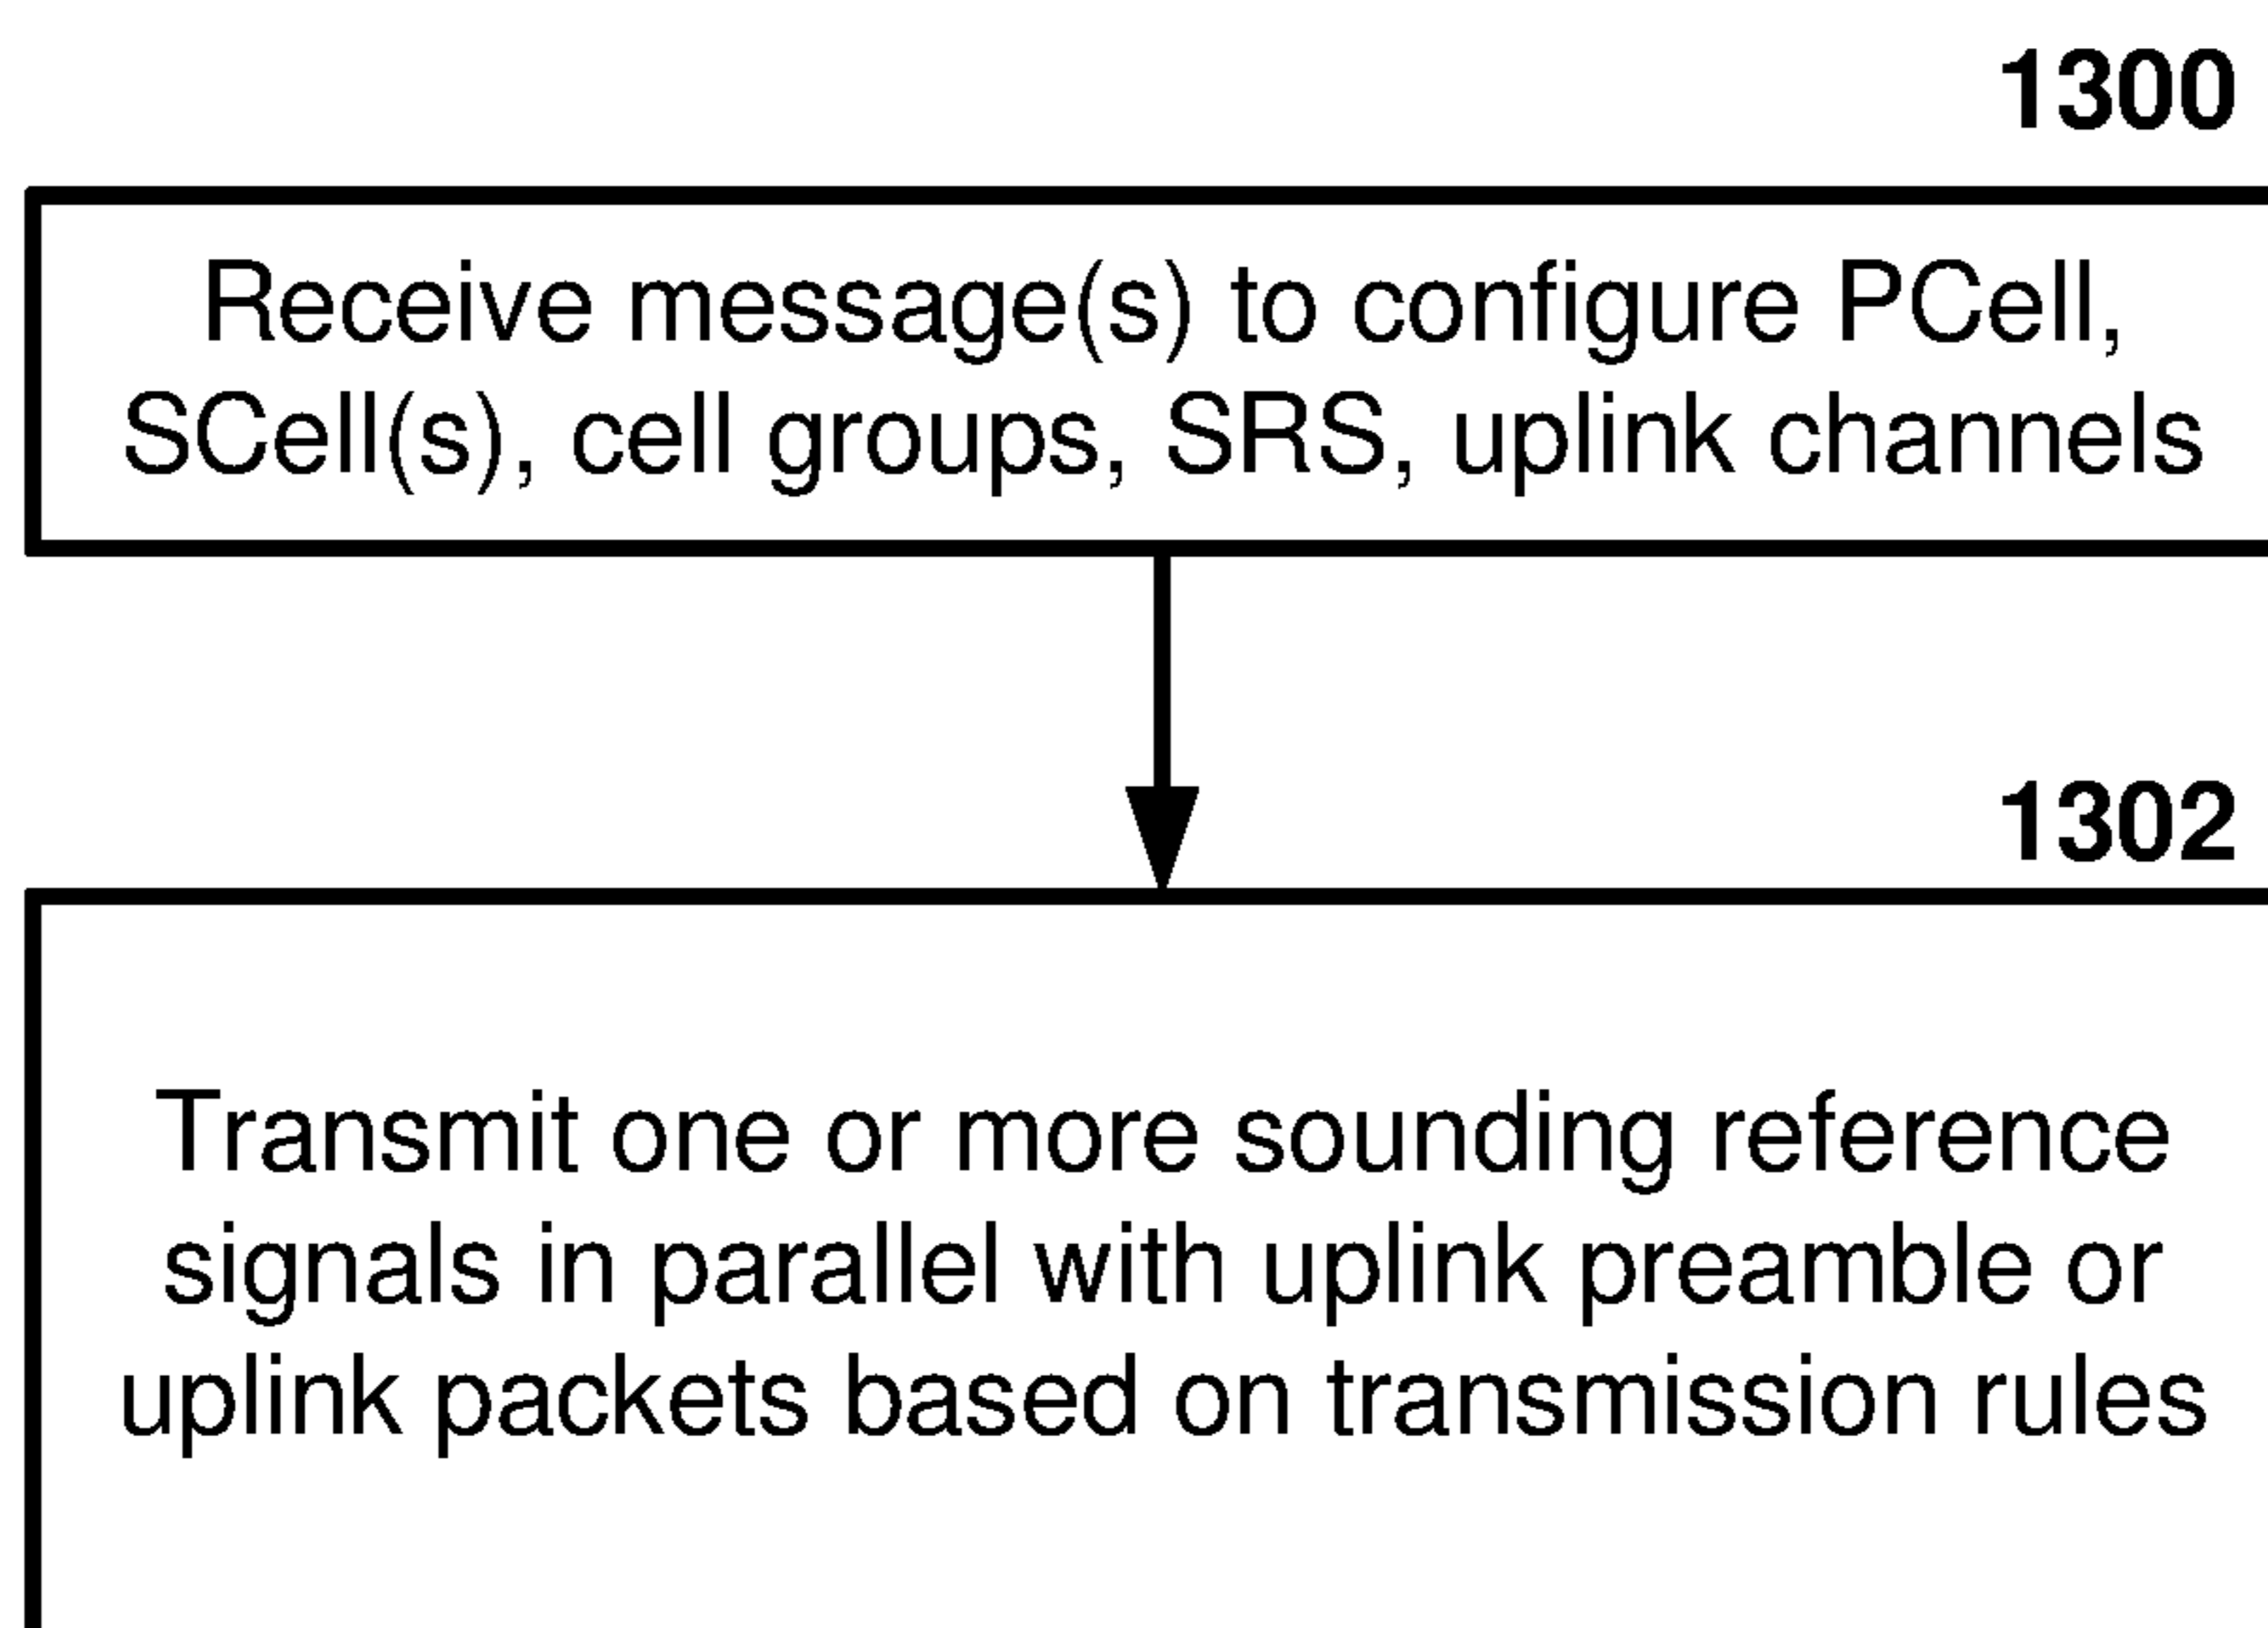 1300
Receive message(s) to configure PCell,
SCell(s), cell groups, SRS, uplink channels
1302
Transmit one or more sounding reference
signals in parallel with uplink preamble or
uplink packets based on transmission rules